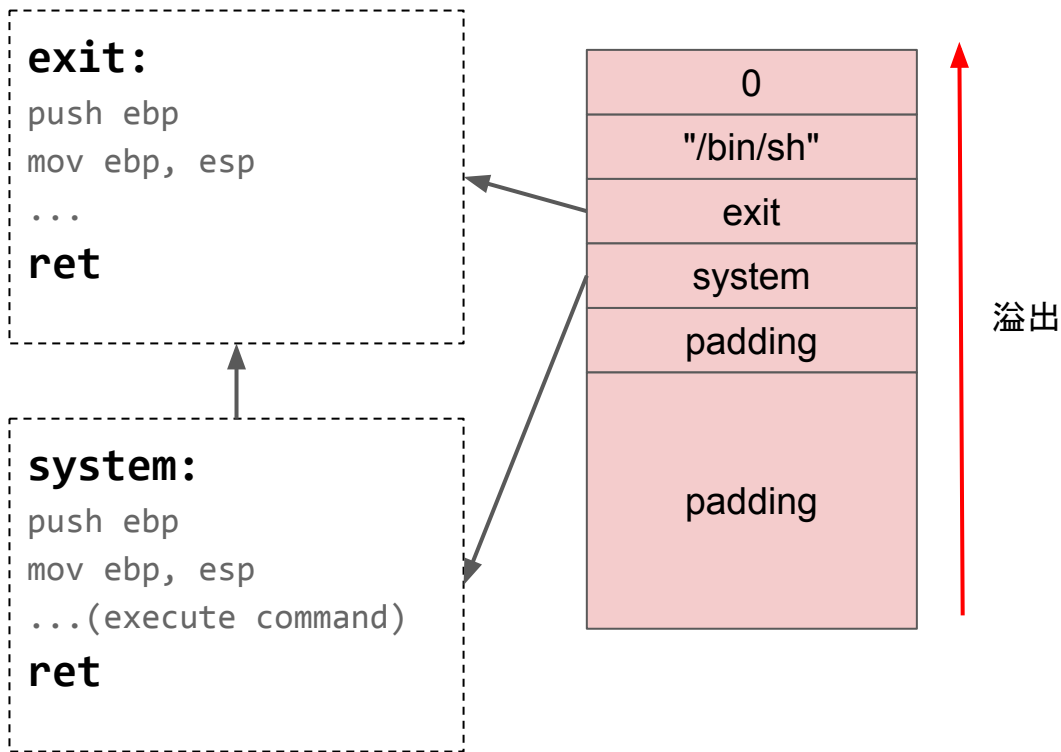 exit:
push ebp
mov ebp, esp
...
ret
system:
push ebp
mov ebp, esp
...(execute command)
ret
0
"/bin/sh"
exit
system
padding
padding
溢出